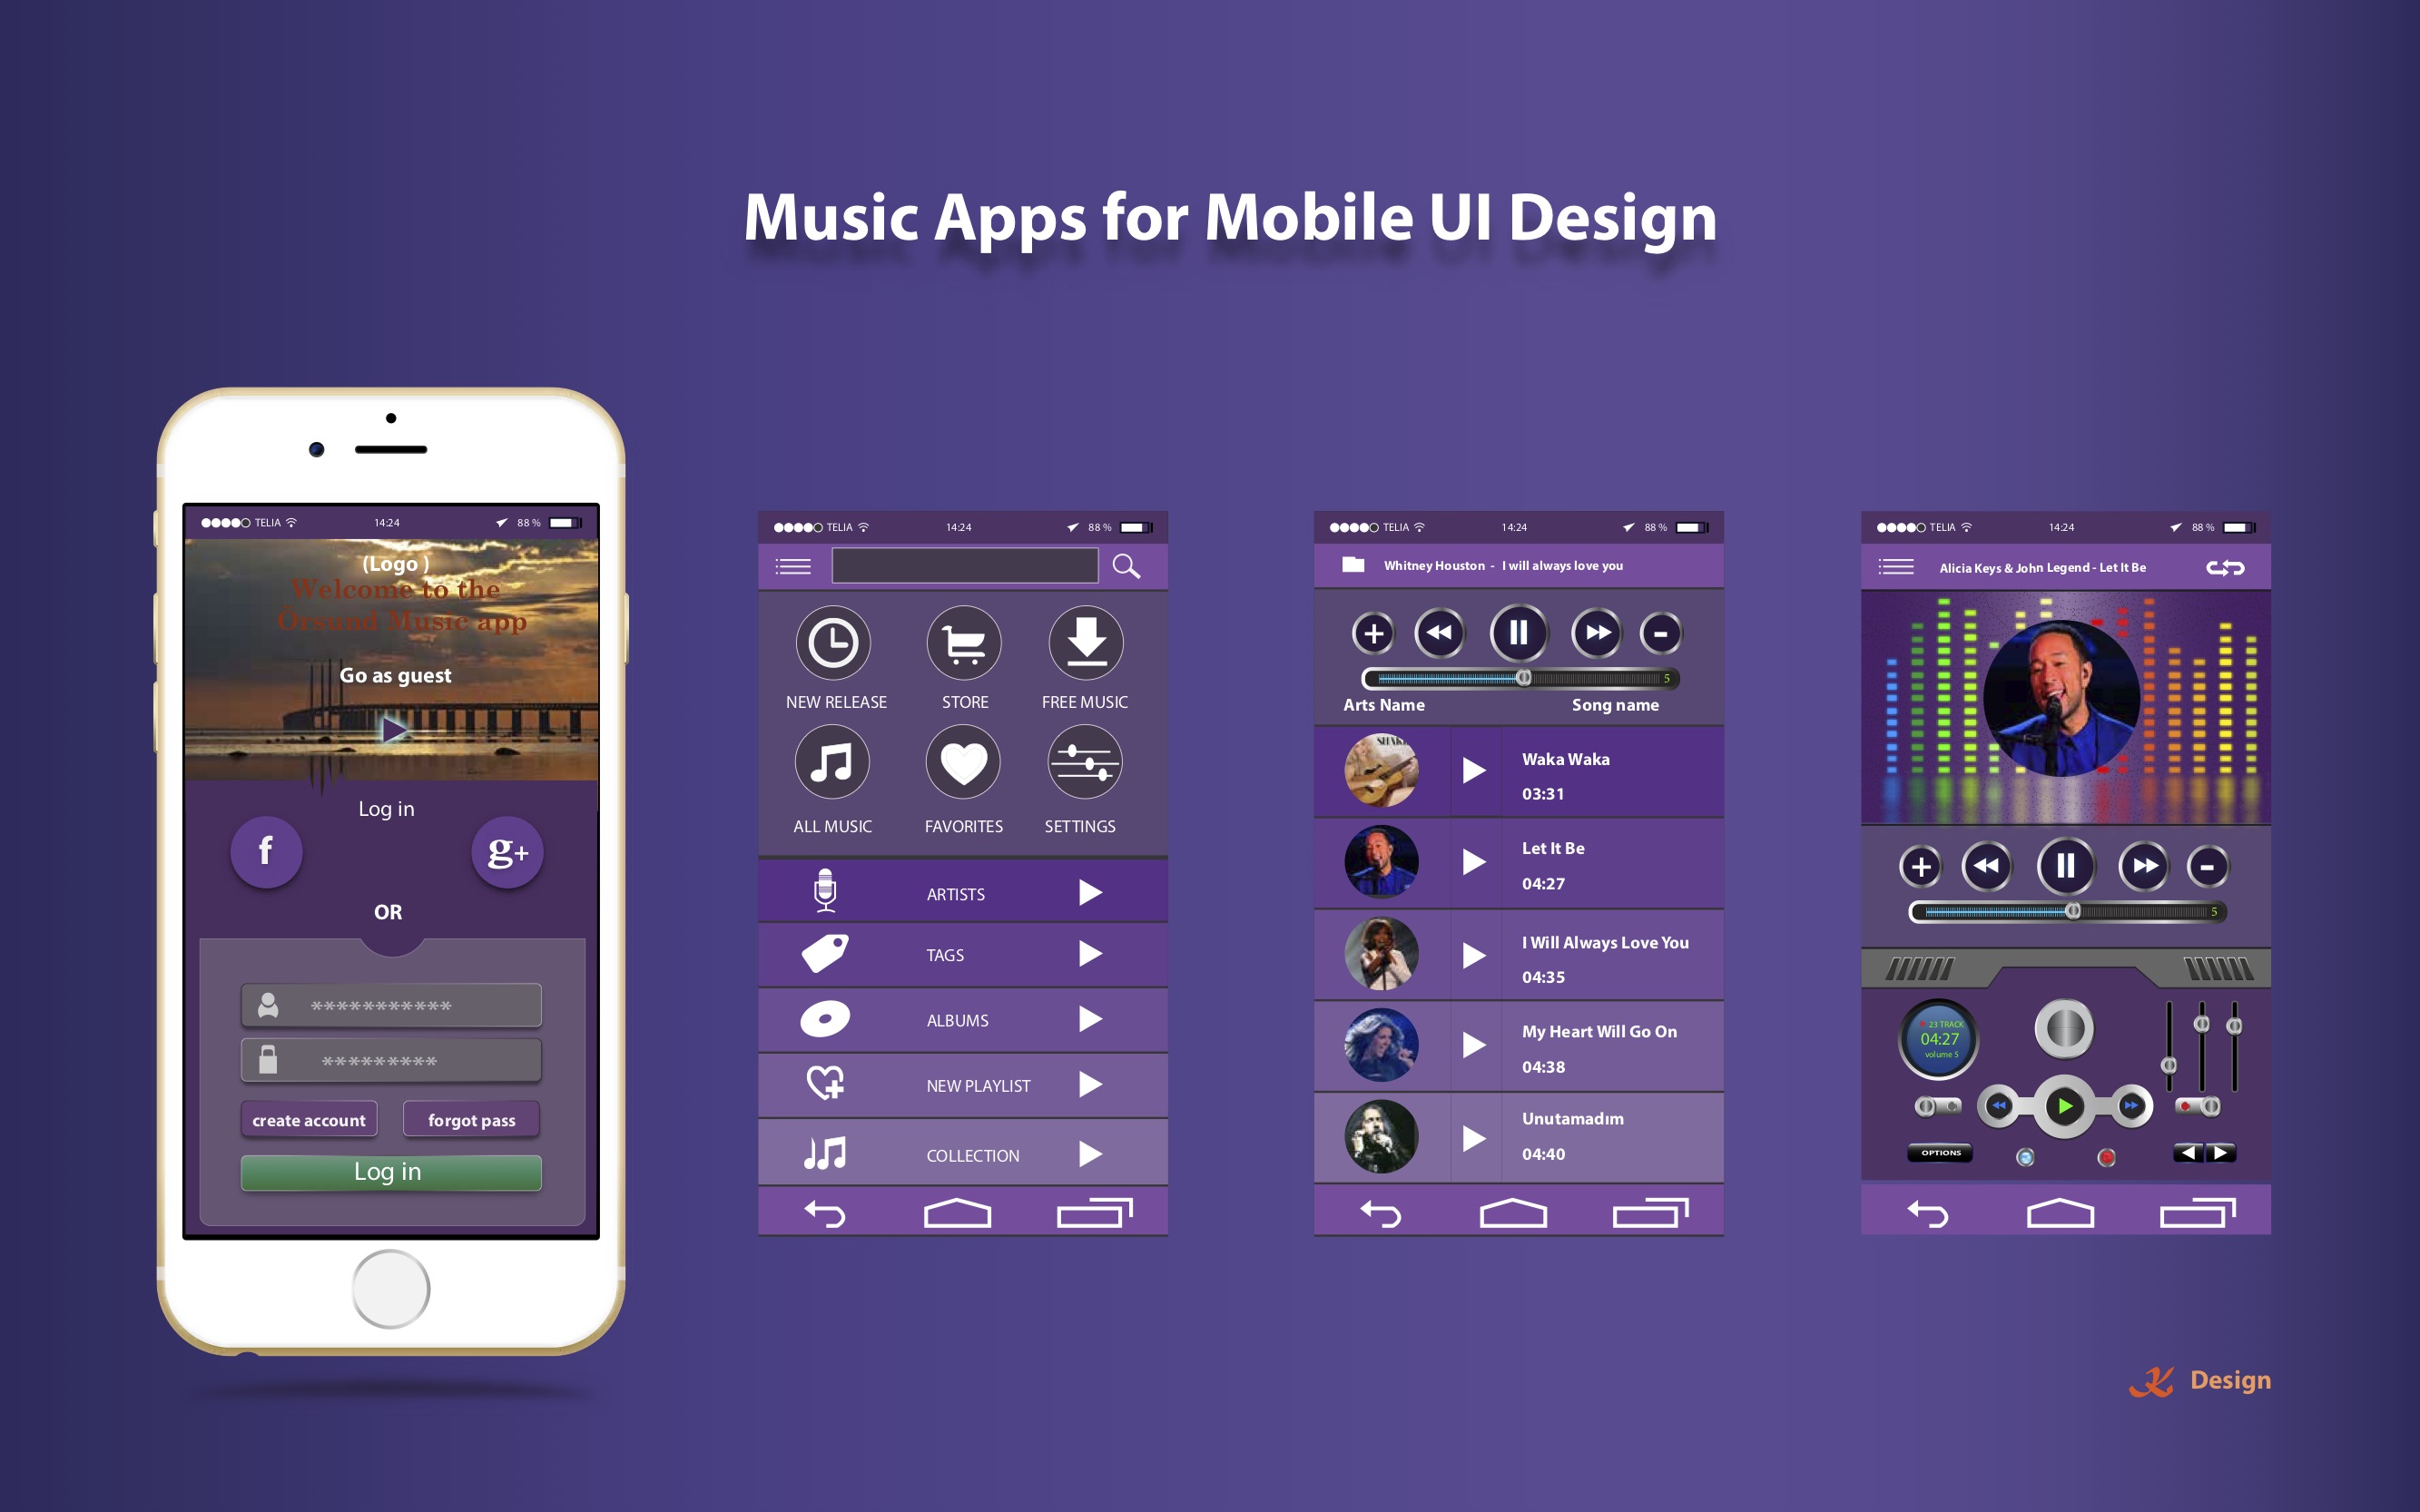 Music Apps for Mobile UI Design
TELIA 14:24 88 %
(Logo )
Welcome to the
Örsund Music app
Go as guest
Log in
f g+
OR
***********
*********
create account forgot pass
Log in
TELIA 14:24 88 %
NEW RELEASE STORE FREE MUSIC
ALL MUSIC FAVORITES SETTINGS
ARTISTS
TAGS
ALBUMS
NEW PLAYLIST
COLLECTION
TELIA 14:24 88 %
Whitney Houston - I will always love you
5
Arts Name Song name
SHAK
Waka Waka
03:31
Let It Be
04:27
I Will Always Love You
04:35
My Heart Will Go On
04:38
Unutamadım
04:40
TELIA 14:24 88 %
Alicia Keys & John Legend - Let It Be
5
23 TRACK
04:27
volume 5
OPTIONS
K Design